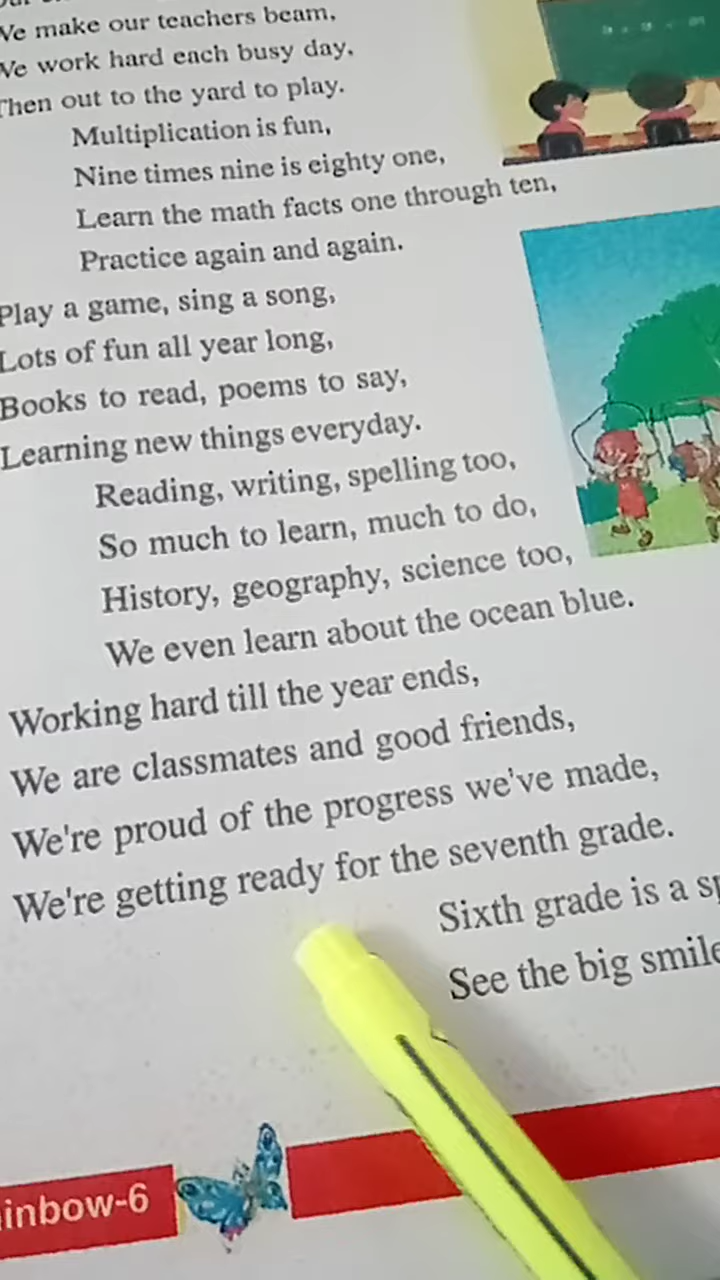 We make our teachers beam,
We work hard each busy day,
Then out to the yard to play.
Multiplication is fun,
Nine times nine is eighty one,
Learn the math facts one through ten,
Practice again and again.
Play a game, sing a song,
Lots of fun all year long,
Books to read, poems to say,
Learning new things everyday.
Reading, writing, spelling too,
So much to learn, much to do,
History, geography, science too,
We even learn about the ocean blue.
Working hard till the year ends,
We are classmates and good friends,
We're proud of the progress we've made,
We're getting ready for the seventh grade.
Sixth grade is a sp
See the big smile
inbow-6